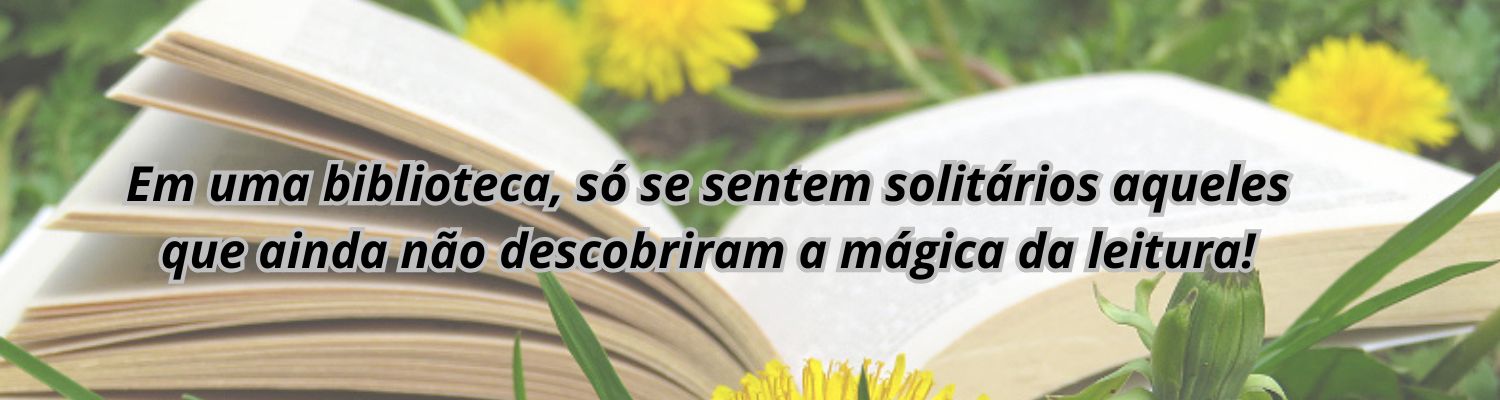 Em uma biblioteca, só se sentem solitários aqueles
que ainda não descobriram a mágica da leitura!